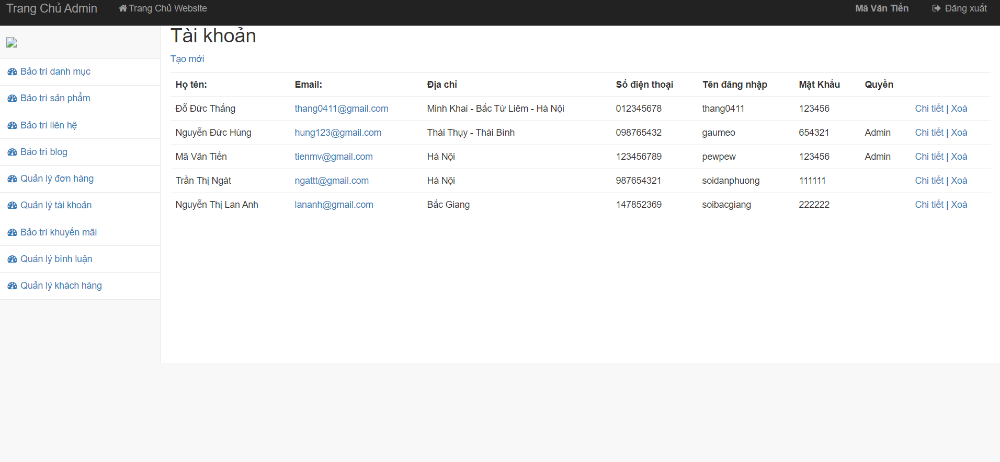 Trang Chủ Admin Trang Chủ Website Mã Văn Tiến Đăng xuất
Tài khoản
Tạo mới
Bảo trì danh mục
Bảo trì sản phẩm
Bảo trì liên hệ
Bảo trì blog
Quản lý đơn hàng
Quản lý tài khoản
Bảo trì khuyến mãi
Quản lý bình luận
Quản lý khách hàng
Họ tên: Email: Địa chỉ Số điện thoại Tên đăng nhập Mật Khẩu Quyền
Đỗ Đức Thắng thang0411@gmail.com Minh Khai - Bắc Từ Liêm - Hà Nội 012345678 thang0411 123456 Chi tiết | Xoá
Nguyễn Đức Hùng hung123@gmail.com Thái Thụy - Thái Bình 098765432 gaumeo 654321 Admin Chi tiết | Xoá
Mã Văn Tiến tienmv@gmail.com Hà Nội 123456789 pewpew 123456 Admin Chi tiết | Xoá
Trần Thị Ngát ngattt@gmail.com Hà Nội 987654321 soidanphuong 111111 Chi tiết | Xoá
Nguyễn Thị Lan Anh lananh@gmail.com Bắc Giang 147852369 soibacgiang 222222 Chi tiết | Xoá